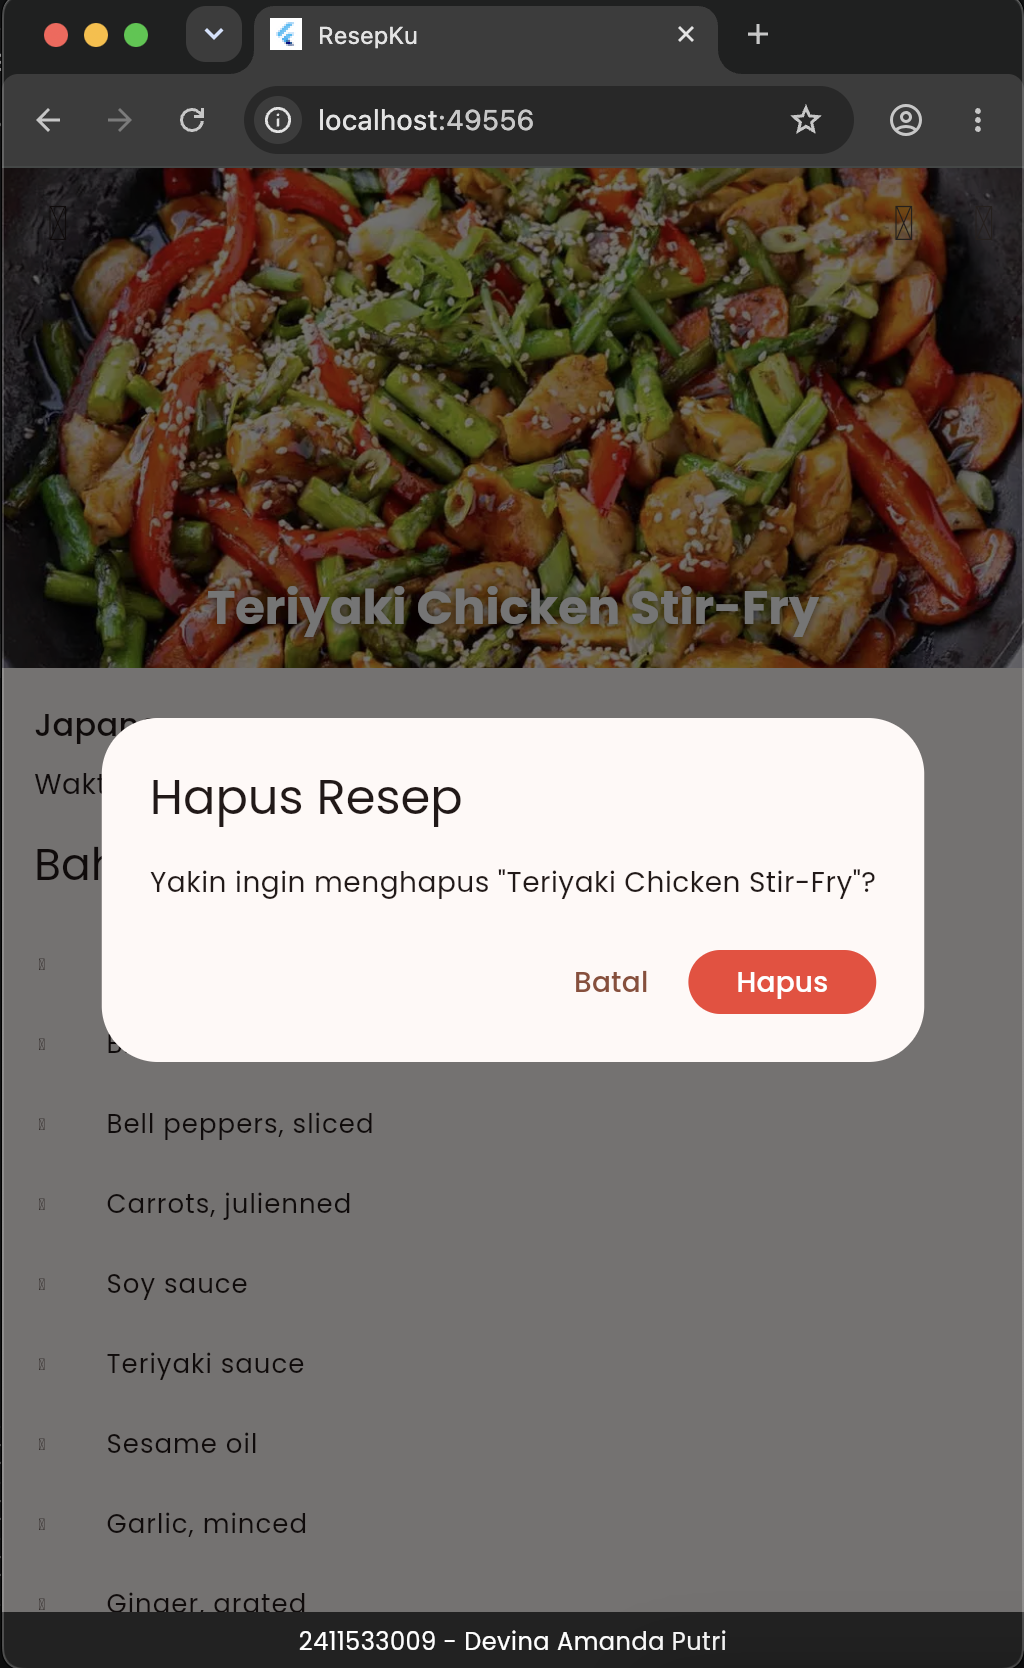 ResepKu
localhost:49556
Teriyaki Chicken Stir-Fry
Hapus Resep
Yakin ingin menghapus "Teriyaki Chicken Stir-Fry"?
Batal
Hapus
Bell peppers, sliced
Carrots, julienned
Soy sauce
Teriyaki sauce
Sesame oil
Garlic, minced
Ginger, grated
2411533009 - Devina Amanda Putri